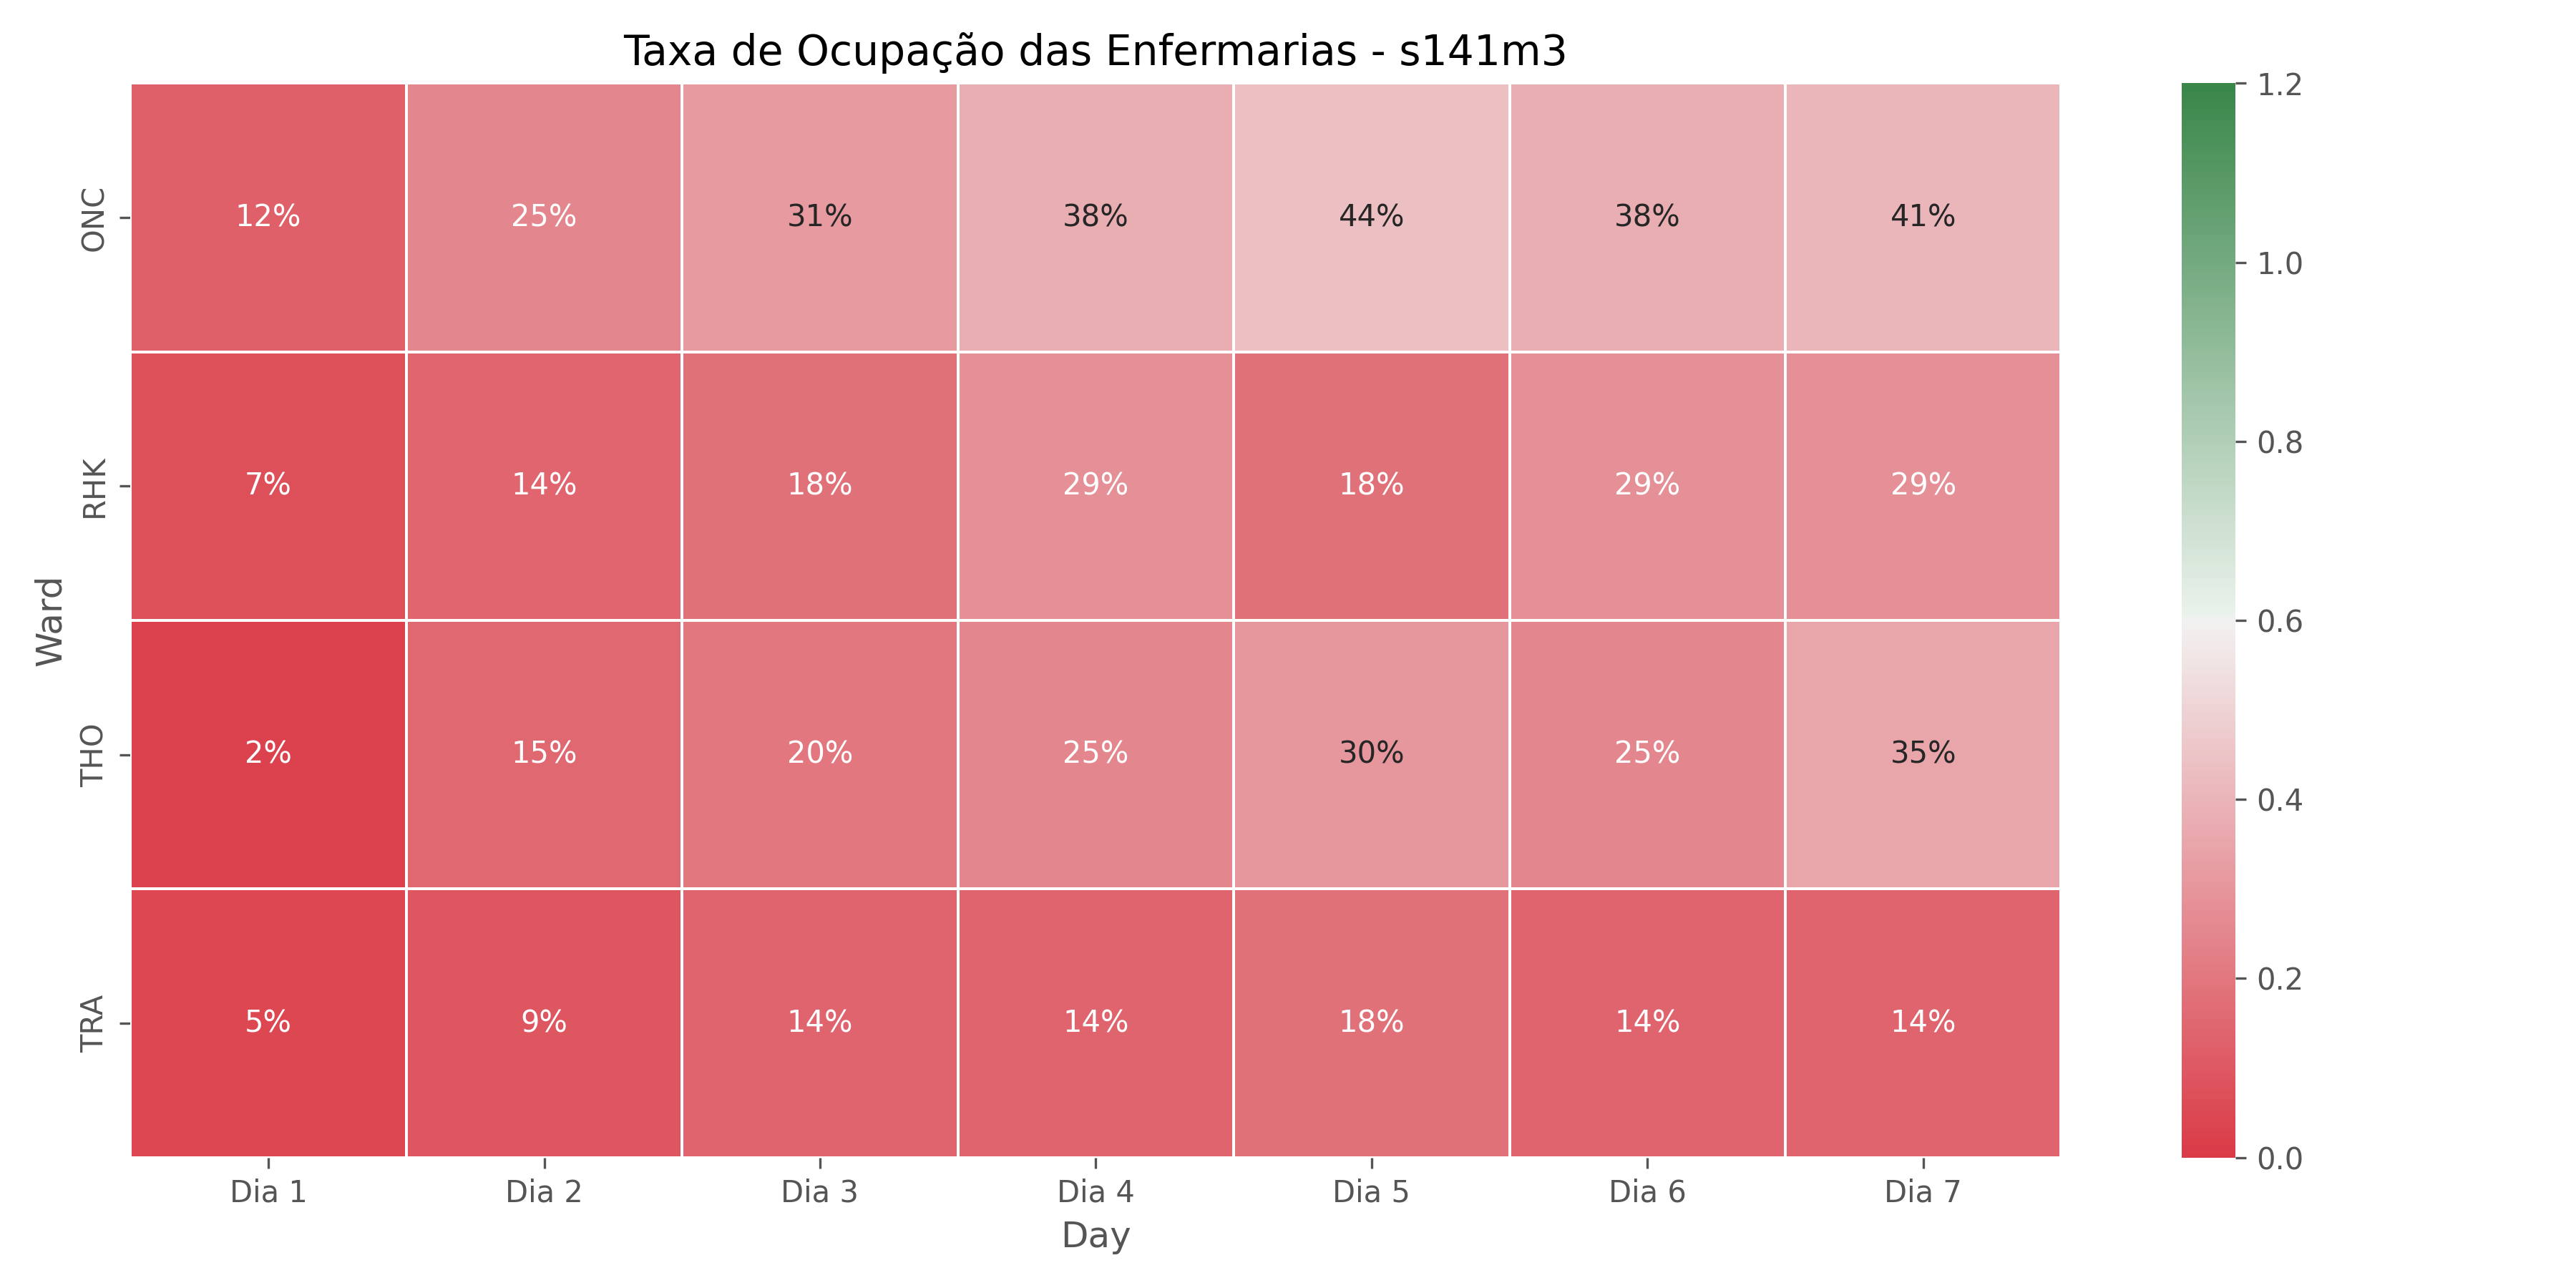 Taxa de Ocupação das Enfermarias - s141m3
Ward
ONC
12% 25% 31% 38% 44% 38% 41%
RHK
7% 14% 18% 29% 18% 29% 29%
THO
2% 15% 20% 25% 30% 25% 35%
TRA
5% 9% 14% 14% 18% 14% 14%
Dia 1 Dia 2 Dia 3 Dia 4 Dia 5 Dia 6 Dia 7
Day
1.2
1.0
0.8
0.6
0.4
0.2
0.0